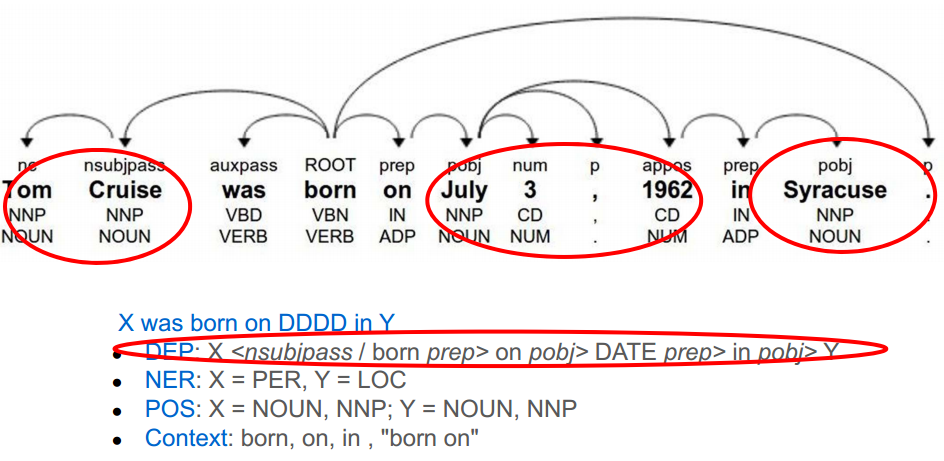 nn nsubjpass auxpass ROOT prep pobj num p appos prep pobj p
Tom Cruise was born on July 3 , 1962 in Syracuse .
NNP NNP VBD VBN IN NNP CD , CD IN NNP .
NOUN NOUN VERB VERB ADP NOUN NUM . NUM ADP NOUN .
X was born on DDDD in Y
• DEP: X <nsubjpass / born prep> on pobj> DATE prep> in pobj> Y
• NER: X = PER, Y = LOC
• POS: X = NOUN, NNP; Y = NOUN, NNP
• Context: born, on, in , "born on"